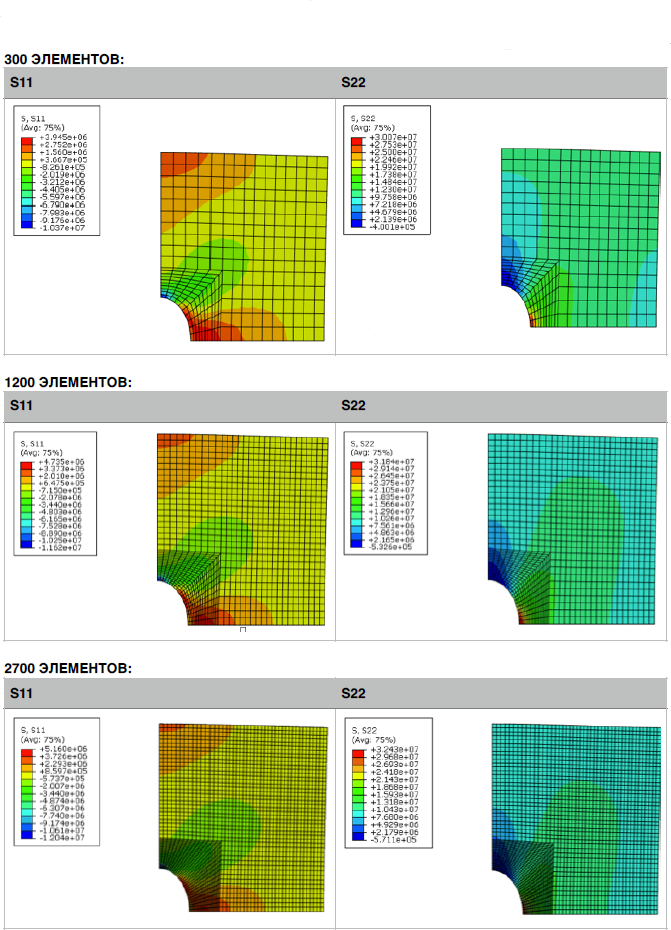 300 ЭЛЕМЕНТОВ:
S11 S22
S, S11
(Avg: 75%)
+3.945e+06
+2.752e+06
+1.560e+06
+3.667e+05
-8.261e+05
-2.019e+06
-3.212e+06
-4.405e+06
-5.597e+06
-6.790e+06
-7.983e+06
-9.176e+06
-1.037e+07
S, S22
(Avg: 75%)
+3.007e+07
+2.753e+07
+2.500e+07
+2.246e+07
+1.992e+07
+1.738e+07
+1.484e+07
+1.230e+07
+9.758e+06
+7.218e+06
+4.679e+06
+2.139e+06
-4.001e+05
1200 ЭЛЕМЕНТОВ:
S11 S22
S, S11
(Avg: 75%)
+4.735e+06
+3.373e+06
+2.010e+06
+6.475e+05
-7.150e+05
-2.078e+06
-3.440e+06
-4.803e+06
-6.165e+06
-7.528e+06
-8.890e+06
-1.025e+07
-1.162e+07
S, S22
(Avg: 75%)
+3.184e+07
+2.914e+07
+2.645e+07
+2.375e+07
+2.105e+07
+1.835e+07
+1.566e+07
+1.296e+07
+1.026e+07
+7.561e+06
+4.863e+06
+2.165e+06
-5.326e+05
2700 ЭЛЕМЕНТОВ:
S11 S22
S, S11
(Avg: 75%)
+5.160e+06
+3.726e+06
+2.293e+06
+8.597e+05
-5.737e+05
-2.007e+06
-3.440e+06
-4.874e+06
-6.307e+06
-7.740e+06
-9.174e+06
-1.061e+07
-1.204e+07
S, S22
(Avg: 75%)
+3.243e+07
+2.968e+07
+2.693e+07
+2.418e+07
+2.143e+07
+1.868e+07
+1.593e+07
+1.318e+07
+1.043e+07
+7.680e+06
+4.929e+06
+2.179e+06
-5.711e+05